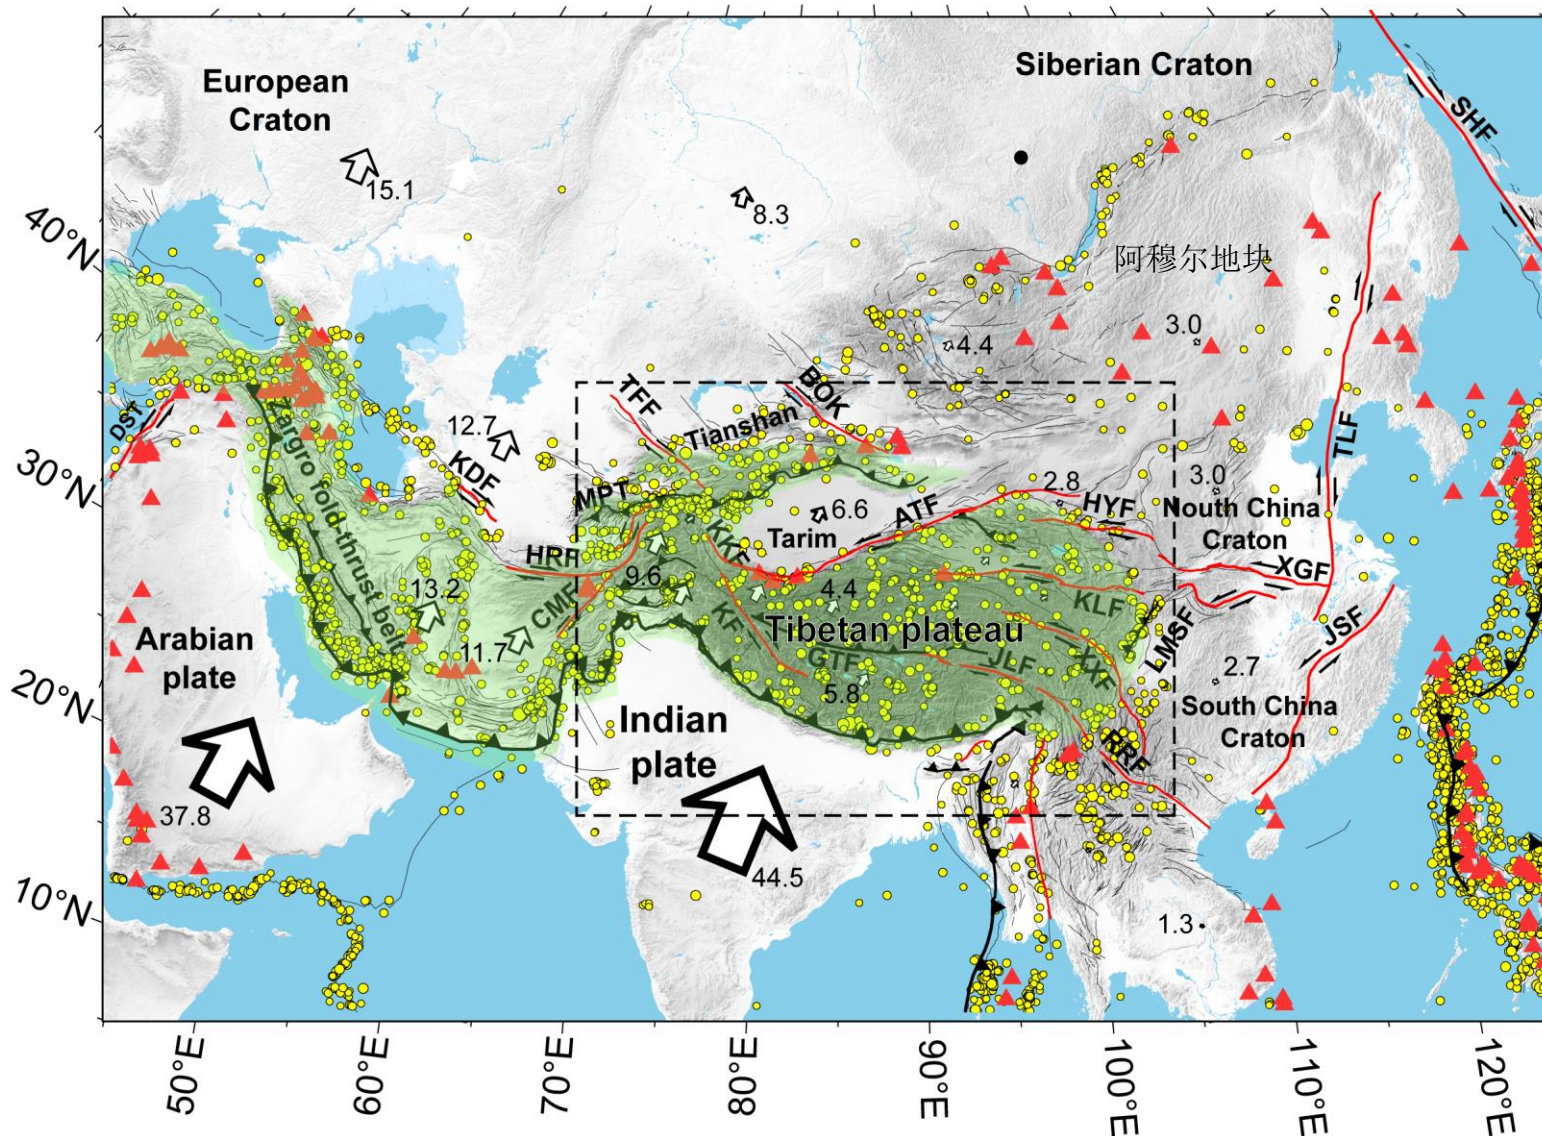 European
Craton
Siberian Craton
SHF
15.1
8.3
40°N
阿穆尔地块
3.0
4.4
TFF
BOK
DST
12.7
Tianshan
TLF
KDF
30°N
MPT
2.8
3.0
HYF
Nouth China
Craton
6.6
ATF
Tarim
KKF
HRF
XGF
Zargro fold-thrust belt
9.6
13.2
CMF
4.4
KLF
KF
Tibetan plateau
LMSF
JSF
Arabian
plate
11.7
GTF
JLF
XXF
5.8
2.7
20°N
Indian
plate
South China
Craton
RRF
37.8
44.5
10°N
1.3
50°E
60°E
70°E
80°E
90°E
100°E
110°E
120°E